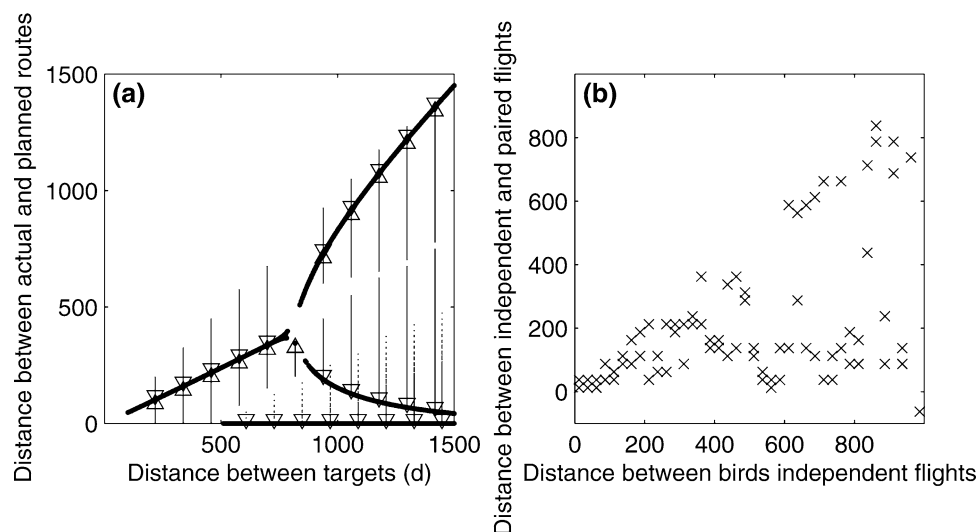 Distance between actual and planned routes
(a)
1500
1000
500
0
500
1000
1500
Distance between targets (d)
Distance between independent and paired flights
(b)
800
600
400
200
0
0
200
400
600
800
Distance between birds independent flights